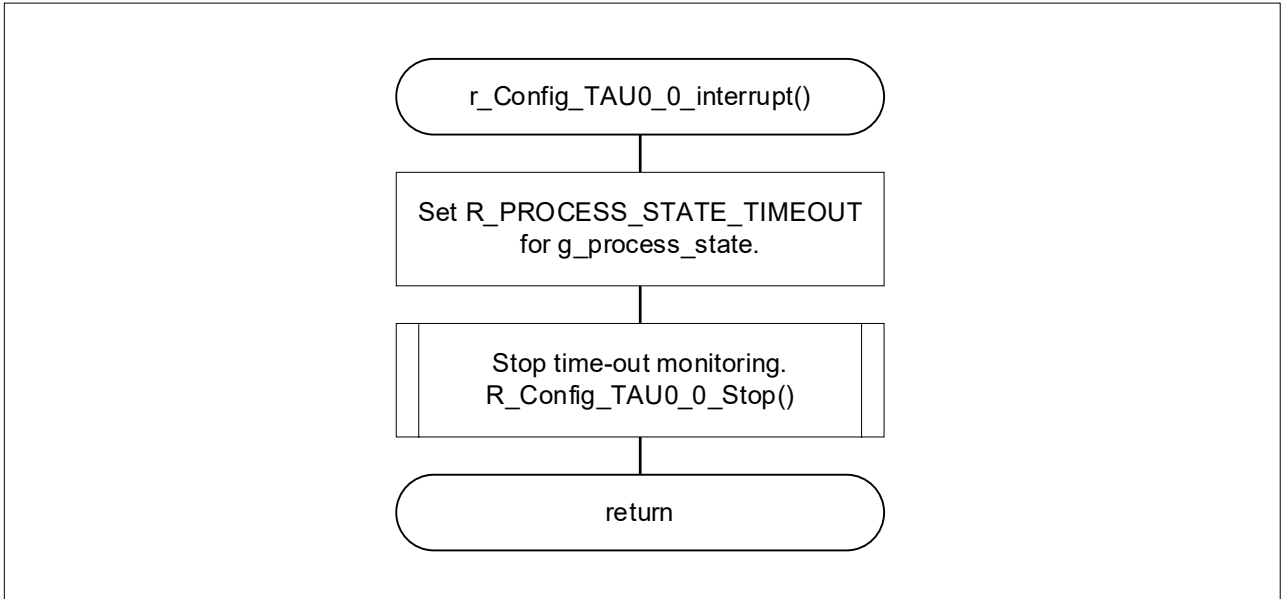 r_Config_TAU0_0_interrupt()
Set R_PROCESS_STATE_TIMEOUT
for g_process_state.
Stop time-out monitoring.
R_Config_TAU0_0_Stop()
return